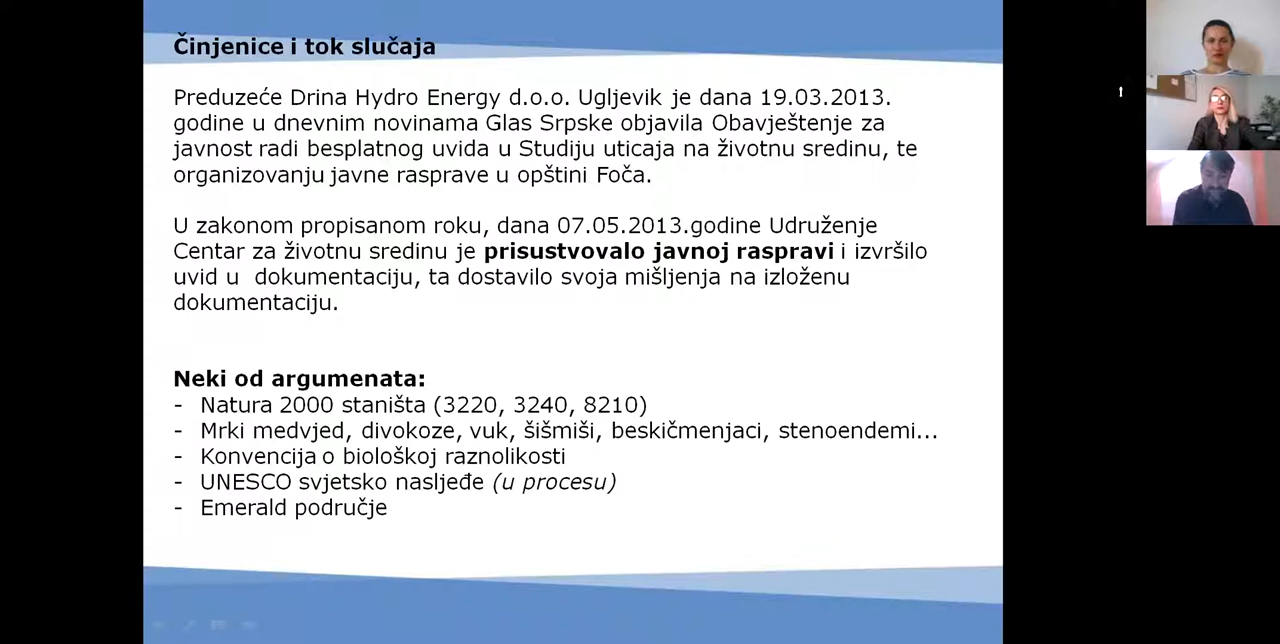 Činjenice i tok slučaja
Preduzeće Drina Hydro Energy d.o.o. Ugljevik je dana 19.03.2013.
godine u dnevnim novinama Glas Srpske objavila Obavještenje za
javnost radi besplatnog uvida u Studiju uticaja na životnu sredinu, te
organizovanju javne rasprave u opštini Foča.
U zakonom propisanom roku, dana 07.05.2013.godine Udruženje
Centar za životnu sredinu je prisustvovalo javnoj raspravi i izvršilo
uvid u dokumentaciju, ta dostavilo svoja mišljenja na izloženu
dokumentaciju.
Neki od argumenata:
- Natura 2000 staništa (3220, 3240, 8210)
- Mrki medvjed, divokoze, vuk, šišmiši, beskičmenjaci, stenoendemi...
- Konvencija o biološkoj raznolikosti
- UNESCO svjetsko nasljeđe (u procesu)
- Emerald područje